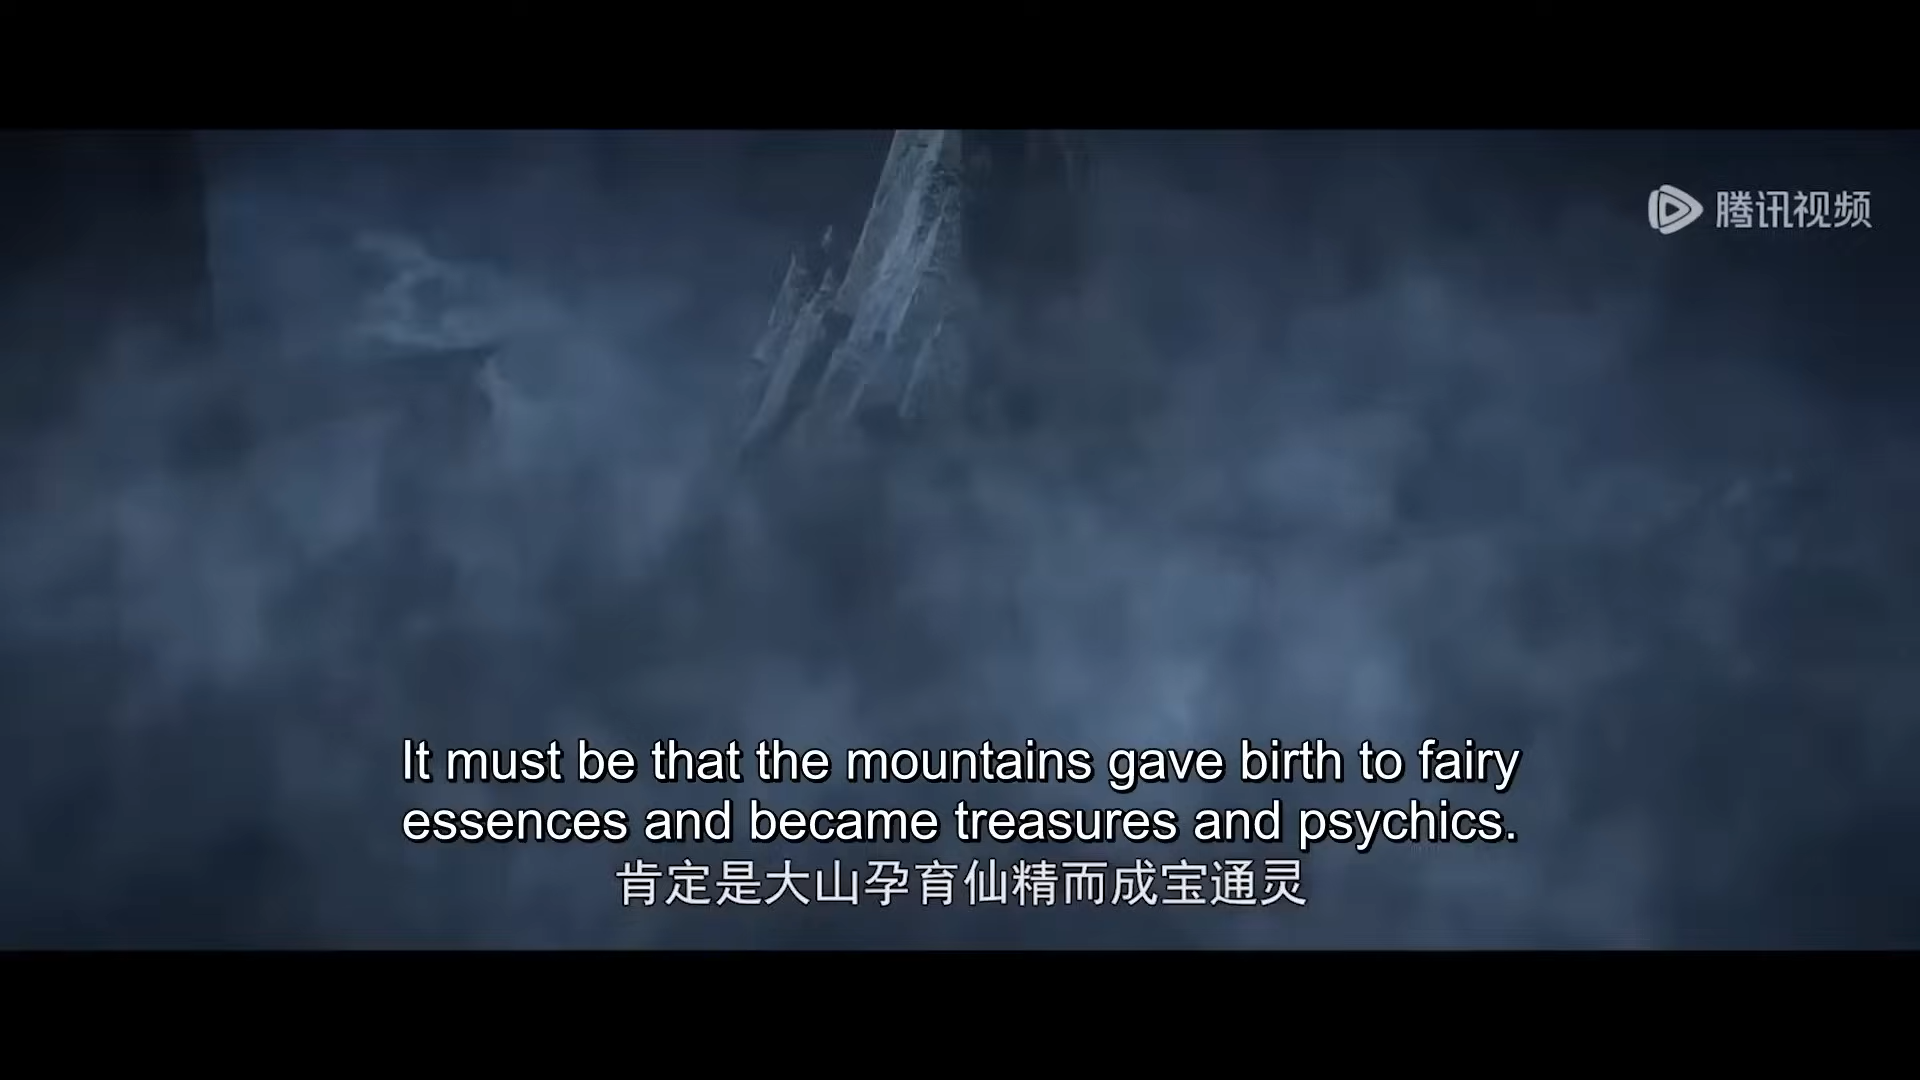 腾讯视频
It must be that the mountains gave birth to fairy
essences and became treasures and psychics.
肯定是大山孕育仙精而成宝通灵